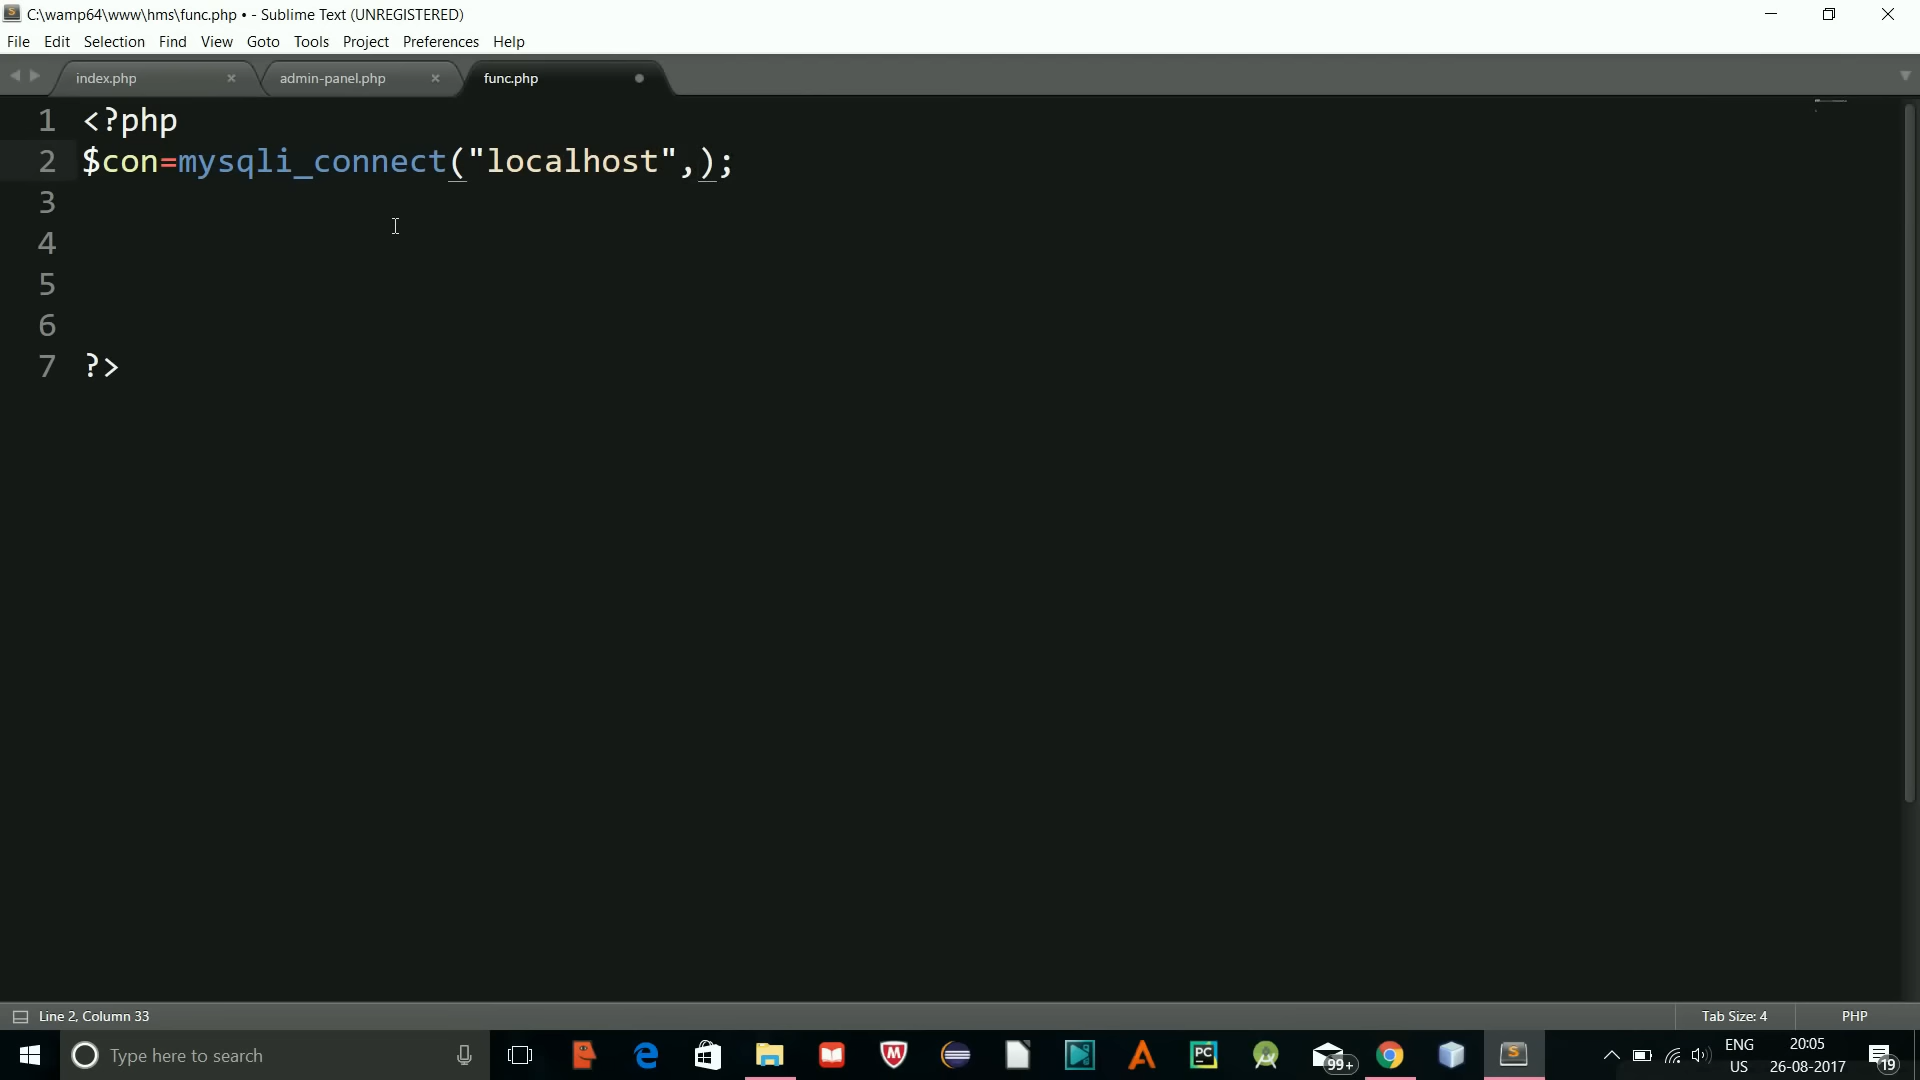 C:\wamp64\www\hms\func.php • - Sublime Text (UNREGISTERED)
File Edit Selection Find View Goto Tools Project Preferences Help
index.php × admin-panel.php × func.php
1 <?php
2 $con=mysqli_connect("localhost",);
3
4
5
6
7 ?>
Line 2, Column 33 Tab Size: 4 PHP
Type here to search PC 99+ ENG 20:05
US 26-08-2017 19